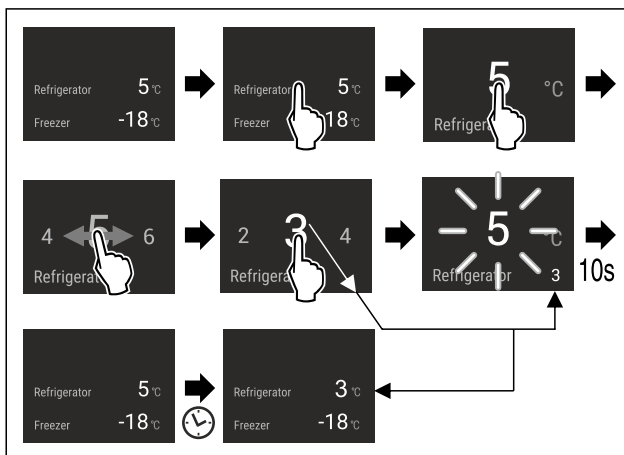 Refrigerator 5 °C
Freezer -18 °C
Refrigerator 5 °C
Freezer 18 °C
5 °C
Refrigera
4 5 6
Refrigerat
2 3 4
Refrigera
5 °C
Refrigerator 3
10s
Refrigerator 5 °C
Freezer -18 °C
Refrigerator 3 °C
Freezer -18 °C